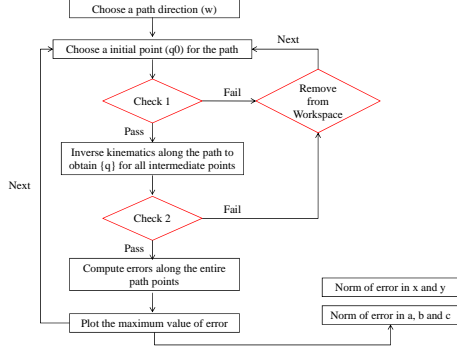 Choose a path direction (w)
Choose a initial point (q0) for the path
Next
Check 1
Fail
Remove
from
Workspace
Pass
Inverse kinematics along the path to
obtain {q} for all intermediate points
Next
Check 2
Fail
Pass
Compute errors along the entire
path points
Norm of error in x and y
Plot the maximum value of error
Norm of error in a, b and c